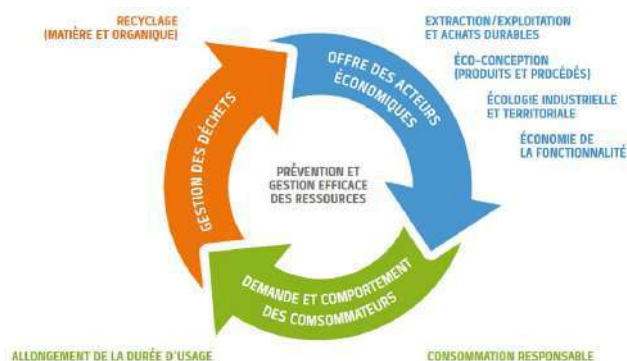 RECYCLAGE
(MATIÈRE ET ORGANIQUE)
EXTRACTION/EXPLOITATION
ET ACHATS DURABLES
ÉCO-CONCEPTION
(PRODUITS ET PROCÉDÉS)
ÉCOLOGIE INDUSTRIELLE
ET TERRITORIALE
ÉCONOMIE DE
LA FONCTIONNALITÉ
OFFRE DES ACTEURS
ÉCONOMIQUES
GESTION DES DÉCHETS
PRÉVENTION ET
GESTION EFFICACE
DES RESSOURCES
DEMANDE ET COMPORTEMENT
DES COMSOMMATEURS
ALLONGEMENT DE LA DURÉE D'USAGE
CONSOMMATION RESPONSABLE